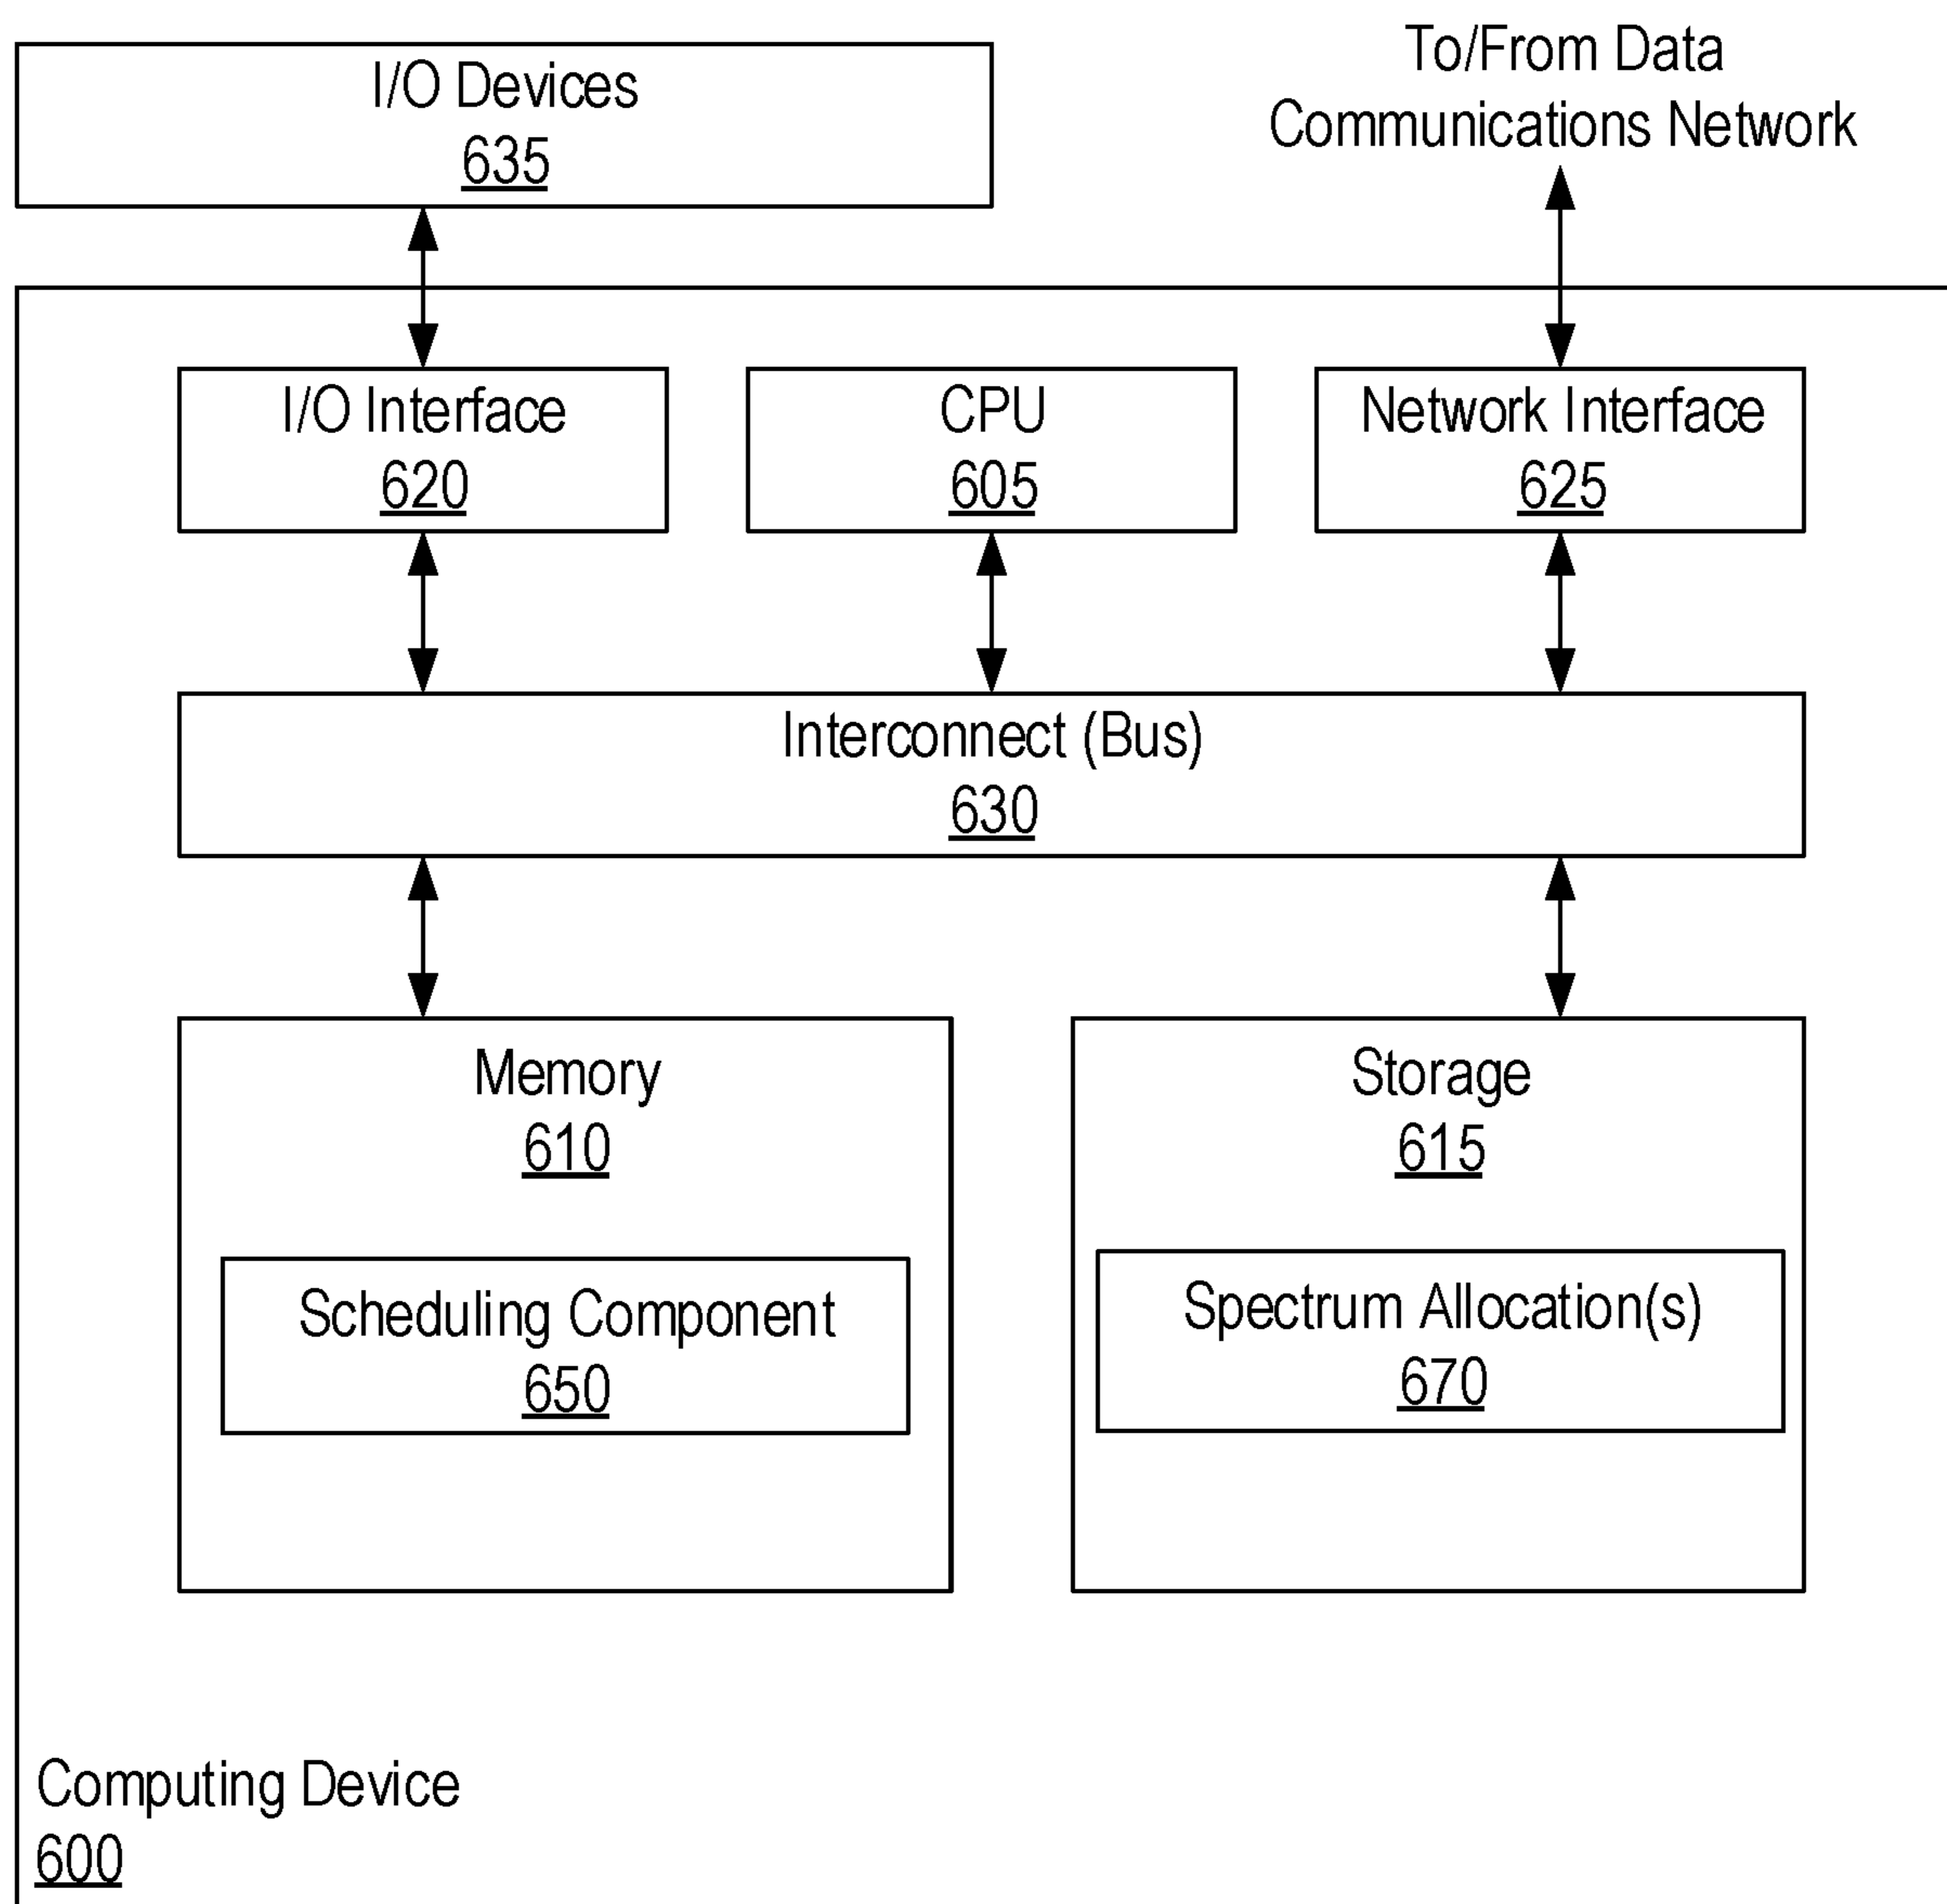 I/O Devices
635
To/From Data
Communications Network
I/O Interface
620
CPU
605
Network Interface
625
Interconnect (Bus)
630
Memory
610
Scheduling Component
650
Storage
615
Spectrum Allocation(s)
670
Computing Device
600